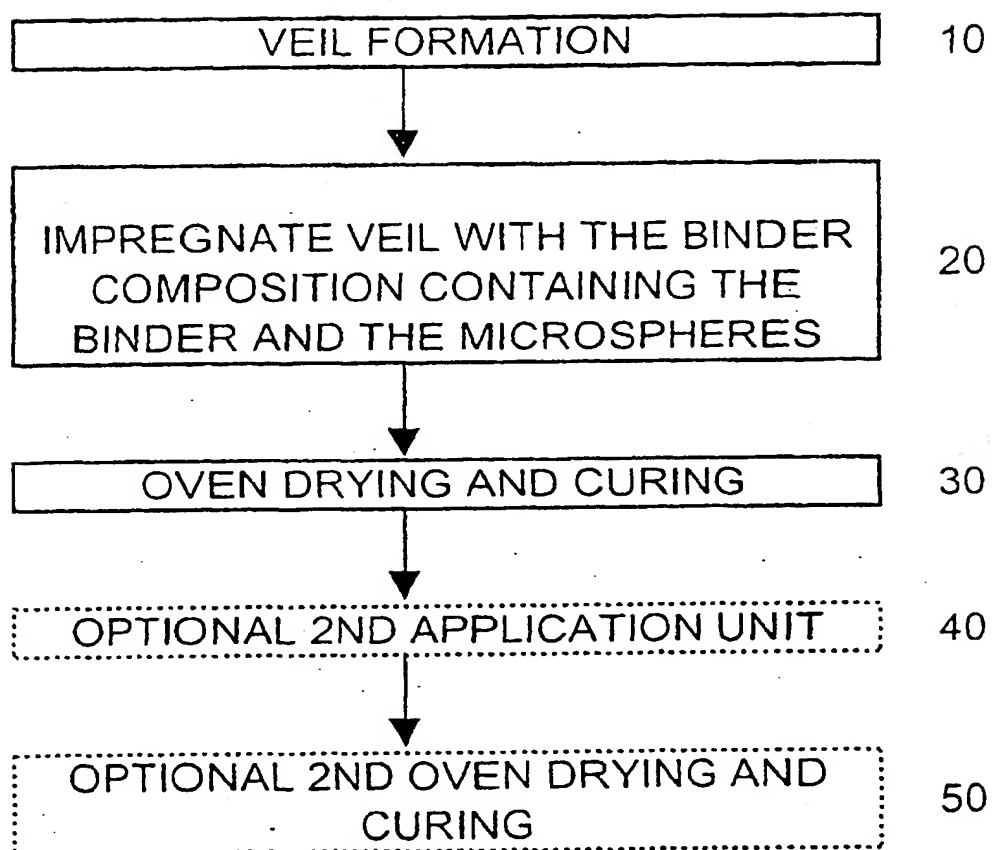 VEIL FORMATION 10
IMPREGNATE VEIL WITH THE BINDER
COMPOSITION CONTAINING THE 20
BINDER AND THE MICROSPHERES
OVEN DRYING AND CURING 30
OPTIONAL 2ND APPLICATION UNIT 40
OPTIONAL 2ND OVEN DRYING AND
CURING 50